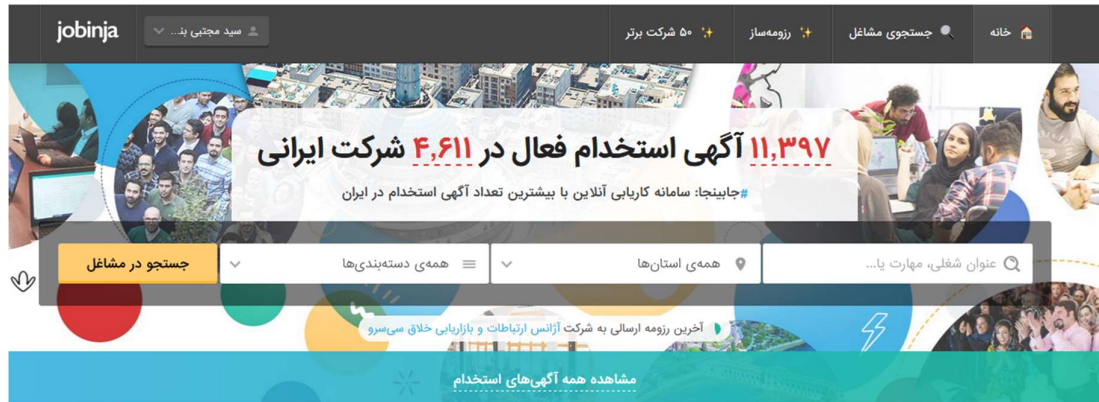 خانه
جستجوی مشاغل
رزومه‌ساز
۵۰ شرکت برتر
سید مجتبی بنـ...
jobinja
۱۱,۳۹۷ آگهی استخدام فعال در ۴,۶۱۱ شرکت ایرانی
#جابینجا: سامانه کاریابی آنلاین با بیشترین تعداد آگهی استخدام در ایران
عنوان شغلی، مهارت یا...
همه‌ی استان‌ها
همه‌ی دسته‌بندی‌ها
جستجو در مشاغل
آخرین رزومه ارسالی به شرکت آژانس ارتباطات و بازاریابی خلاق سی‌سرو
مشاهده همه آگهی‌های استخدام